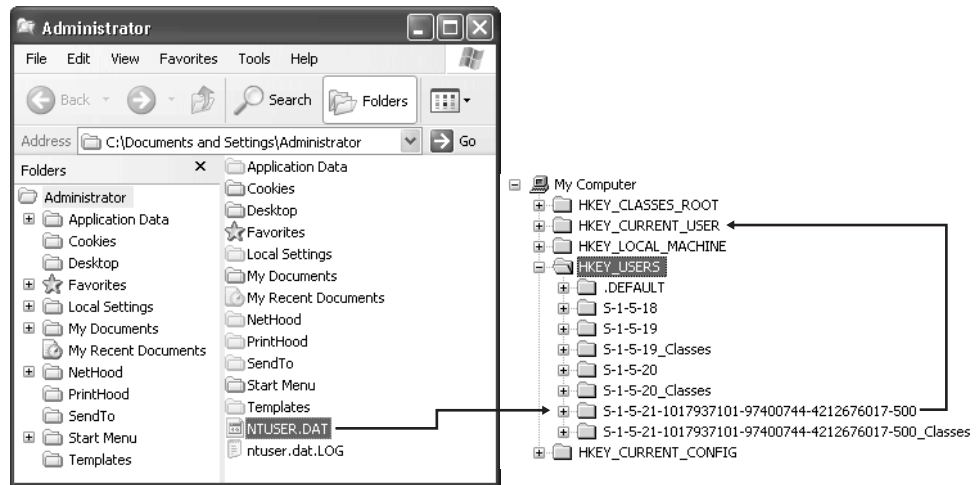 Administrator
File Edit View Favorites Tools Help
Back Search Folders
Address C:\Documents and Settings\Administrator Go
Folders X
Administrator
Application Data
Cookies
Desktop
Favorites
Local Settings
My Documents
My Recent Documents
NetHood
PrintHood
SendTo
Start Menu
Templates
Application Data
Cookies
Desktop
Favorites
Local Settings
My Documents
My Recent Documents
NetHood
PrintHood
SendTo
Start Menu
Templates
NTUSER.DAT
ntuser.dat.LOG
My Computer
HKEY_CLASSES_ROOT
HKEY_CURRENT_USER
HKEY_LOCAL_MACHINE
HKEY_USERS
.DEFAULT
S-1-5-18
S-1-5-19
S-1-5-19_Classes
S-1-5-20
S-1-5-20_Classes
S-1-5-21-1017937101-97400744-4212676017-500
S-1-5-21-1017937101-97400744-4212676017-500_Classes
HKEY_CURRENT_CONFIG